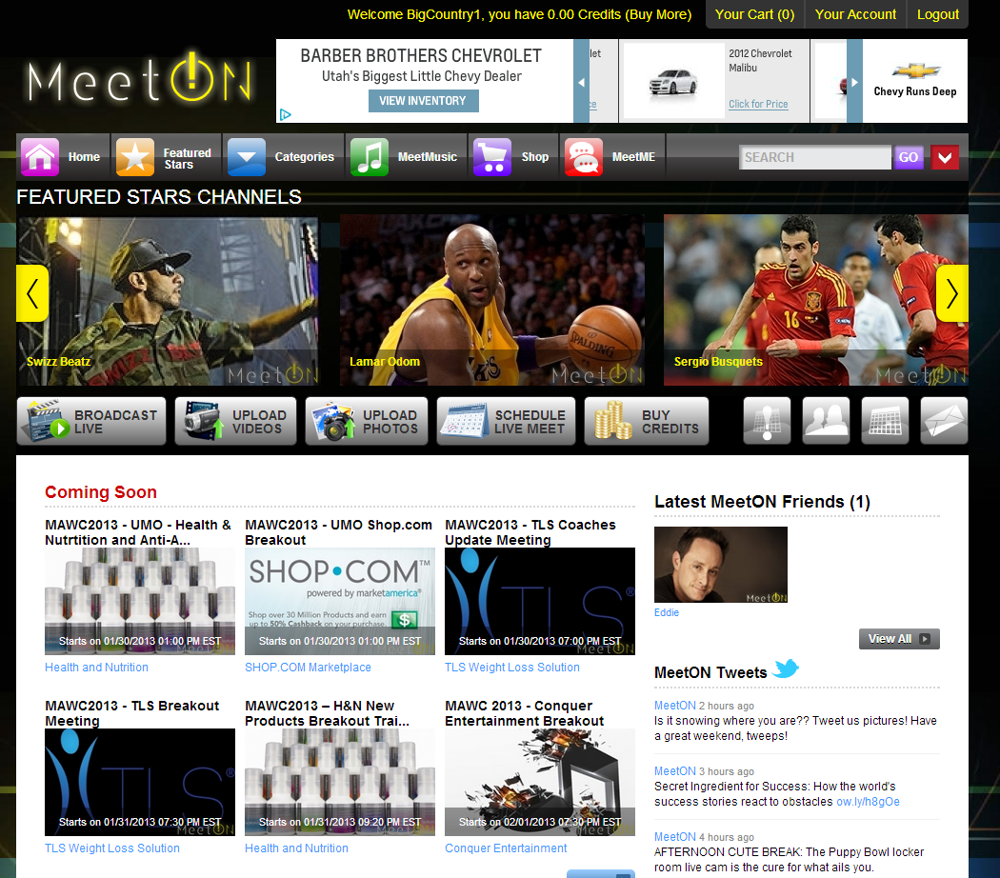 Welcome BigCountry1, you have 0.00 Credits (Buy More)
Your Cart (0)
Your Account
Logout
MeetON
BARBER BROTHERS CHEVROLET
Utah's Biggest Little Chevy Dealer
VIEW INVENTORY
2012 Chevrolet
Malibu
Click for Price
Chevy Runs Deep
Home
Featured
Stars
Categories
MeetMusic
Shop
MeetME
SEARCH
GO
FEATURED STARS CHANNELS
16
SPALDING
Swizz Beatz
MeetON
Lamar Odom
MeetON
Sergio Busquets
MeetON
BROADCAST
LIVE
UPLOAD
VIDEOS
UPLOAD
PHOTOS
SCHEDULE
LIVE MEET
BUY
CREDITS
Coming Soon
MAWC2013 - UMO - Health &
Nutrtition and Anti-A...
Starts on 01/30/2013 01:00 PM EST
MeetON
Health and Nutrition
MAWC2013 - UMO Shop.com
Breakout
SHOP•COM™
powered by marketamerica®
Shop over 30 Million Products and earn
up to 50% Cashback on your purchase.
$
Starts on 01/30/2013 01:00 PM EST
MeetON
SHOP.COM Marketplace
MAWC2013 - TLS Coaches
Update Meeting
TLS®
Starts on 01/30/2013 07:00 PM EST
MeetON
TLS Weight Loss Solution
MAWC2013 - TLS Breakout
Meeting
TLS®
Starts on 01/31/2013 07:30 PM EST
MeetON
TLS Weight Loss Solution
MAWC2013 – H&N New
Products Breakout Trai...
Starts on 01/31/2013 09:20 PM EST
MeetON
Health and Nutrition
MAWC 2013 - Conquer
Entertainment Breakout
Starts on 02/01/2013 07:30 PM EST
MeetON
Conquer Entertainment
Latest MeetON Friends (1)
MeetON
Eddie
View All
MeetON Tweets
MeetON 2 hours ago
Is it snowing where you are?? Tweet us pictures! Have
a great weekend, tweeps!
MeetON 3 hours ago
Secret Ingredient for Success: How the world's
success stories react to obstacles ow.ly/h8gOe
MeetON 4 hours ago
AFTERNOON CUTE BREAK: The Puppy Bowl locker
room live cam is the cure for what ails you.